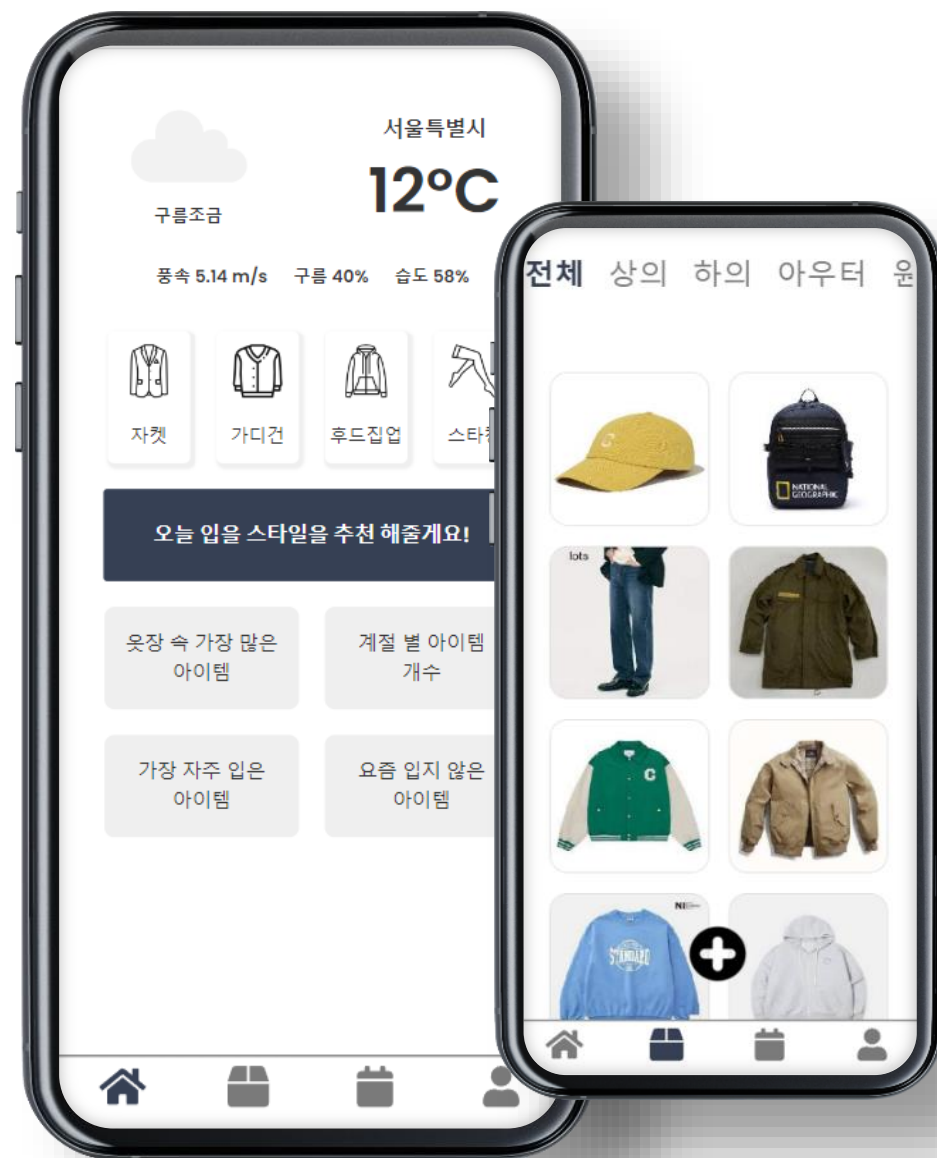 서울특별시
12°C
구름조금
풍속 5.14 m/s 구름 40% 습도 58%
자켓 가디건 후드집업 스타
오늘 입을 스타일을 추천 해줄게요!
옷장 속 가장 많은
아이템
계절 별 아이템
개수
가장 자주 입은
아이템
요즘 입지 않은
아이템
전체 상의 하의 아우터
C
NATIONAL
GEOGRAPHIC
lots
C
STANDARD